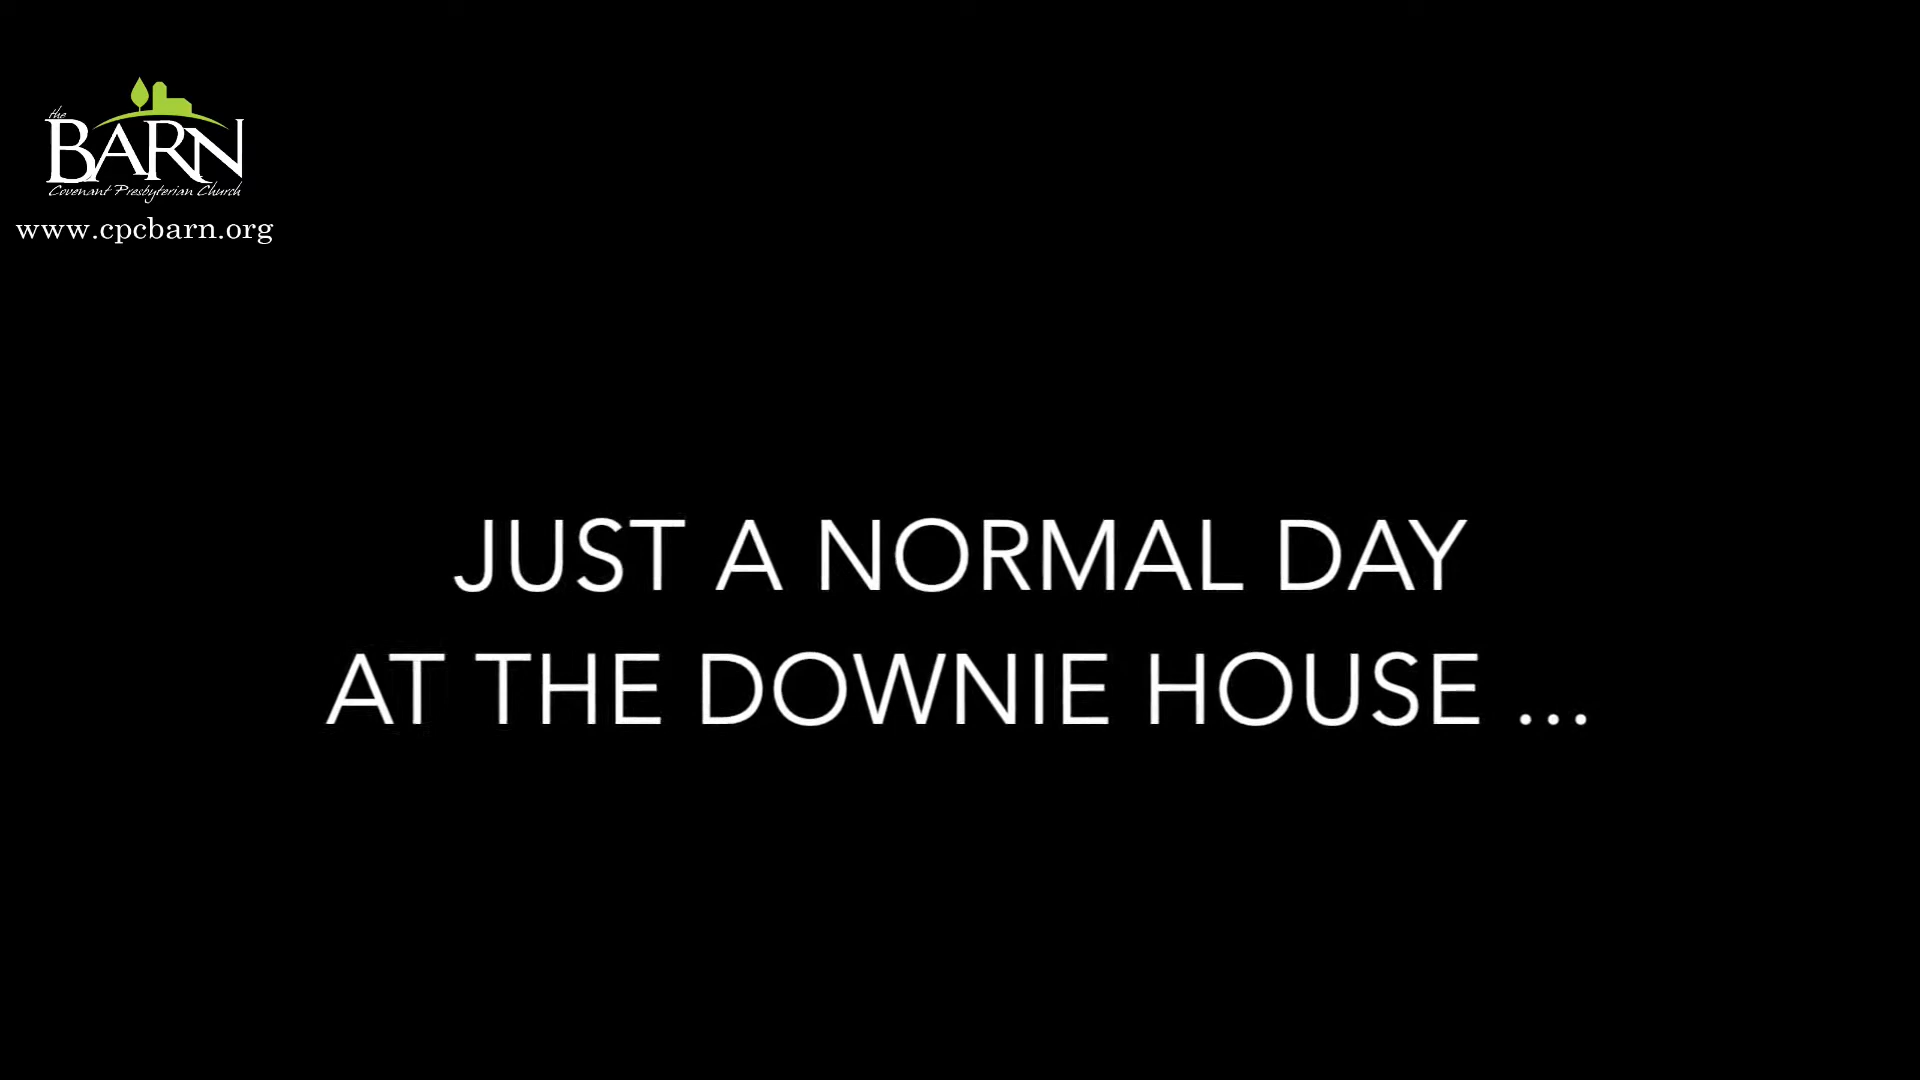 the
BARN
Covenant Presbyterian Church
www.cpcbarn.org
JUST A NORMAL DAY
AT THE DOWNIE HOUSE ...